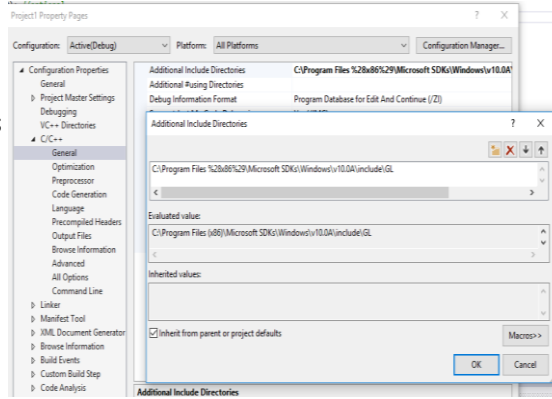 Project1 Property Pages
? X
Configuration: Active(Debug) Platform: All Platforms Configuration Manager...
Configuration Properties
General
Project Master Settings
Debugging
VC++ Directories
C/C++
General
Optimization
Preprocessor
Code Generation
Language
Precompiled Headers
Output Files
Browse Information
Advanced
All Options
Command Line
Linker
Manifest Tool
XML Document Generator
Browse Information
Build Events
Custom Build Step
Code Analysis
Additional Include Directories C:\Program Files %28x86%29\Microsoft SDKs\Windows\v10.0A\
Additional #using Directories
Debug Information Format Program Database for Edit And Continue (/ZI)
Additional Include Directories
? X
C:\Program Files %28x86%29\Microsoft SDKs\Windows\v10.0A\include\GL
Evaluated value:
C:\Program Files (x86)\Microsoft SDKs\Windows\v10.0A\include\GL
Inherited values:
Inherit from parent or project defaults
Macros>>
OK Cancel
Additional Include Directories